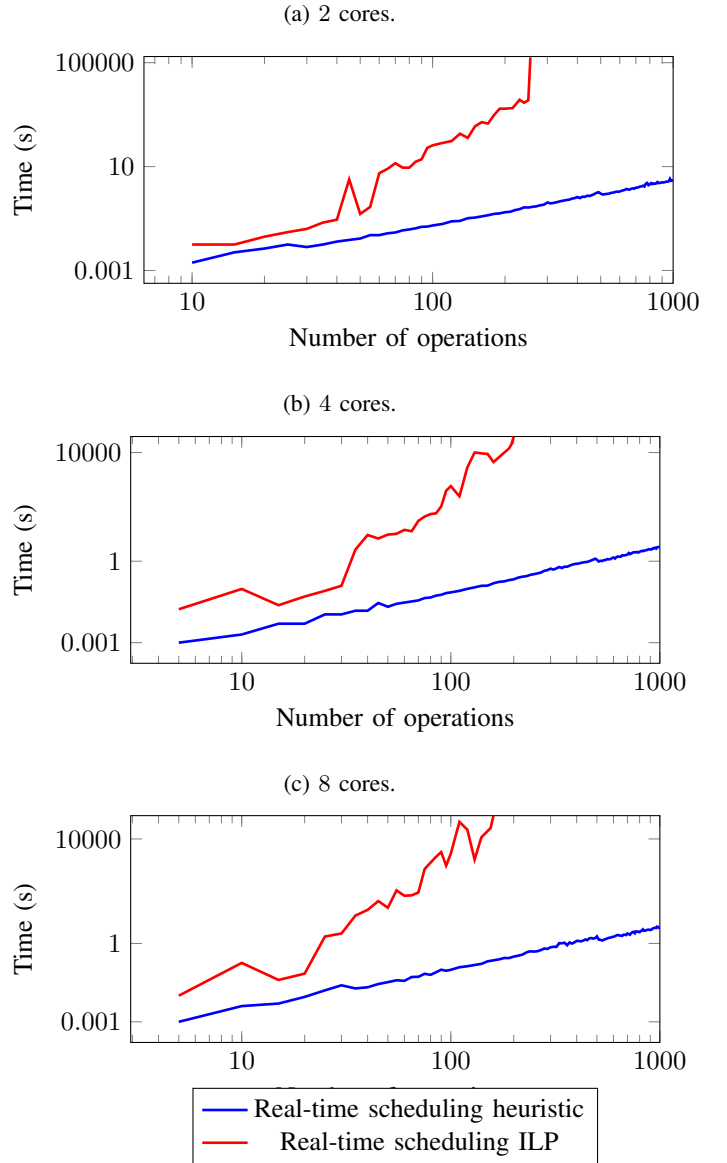 (a) 2 cores.
100000
10
0.001
Time (s)
10 100 1000
Number of operations
(b) 4 cores.
10000
1
0.001
Time (s)
10 100 1000
Number of operations
(c) 8 cores.
10000
1
0.001
Time (s)
10 100 1000
Real-time scheduling heuristic
Real-time scheduling ILP